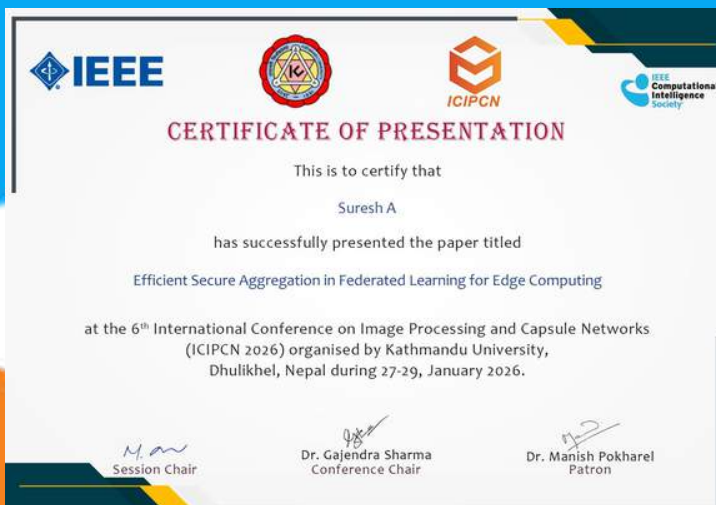 IEEE
KU
ICIPCN
IEEE
Computational
Intelligence
Society
CERTIFICATE OF PRESENTATION
This is to certify that
Suresh A
has successfully presented the paper titled
Efficient Secure Aggregation in Federated Learning for Edge Computing
at the 6th International Conference on Image Processing and Capsule Networks
(ICIPCN 2026) organised by Kathmandu University,
Dhulikhel, Nepal during 27-29, January 2026.
Session Chair
Dr. Gajendra Sharma
Conference Chair
Dr. Manish Pokharel
Patron